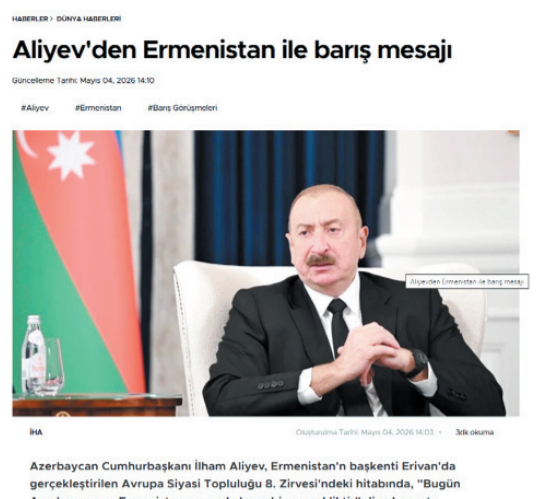 HABERLER > DÜNYA HABERLERİ
Aliyev'den Ermenistan ile barış mesajı
Güncelleme Tarihi: Mayıs 04, 2026 14:10
#Aliyev #Ermenistan #Barış Görüşmeleri
Aliyevden Ermenistan ile barış mesajı
İHA Oluşturulma Tarihi: Mayıs 04, 2026 14:03 • 3dk okuma
Azerbaycan Cumhurbaşkanı İlham Aliyev, Ermenistan'ın başkenti Erivan'da
gerçekleştirilen Avrupa Siyasi Topluluğu 8. Zirvesi'ndeki hitabında, "Bugün